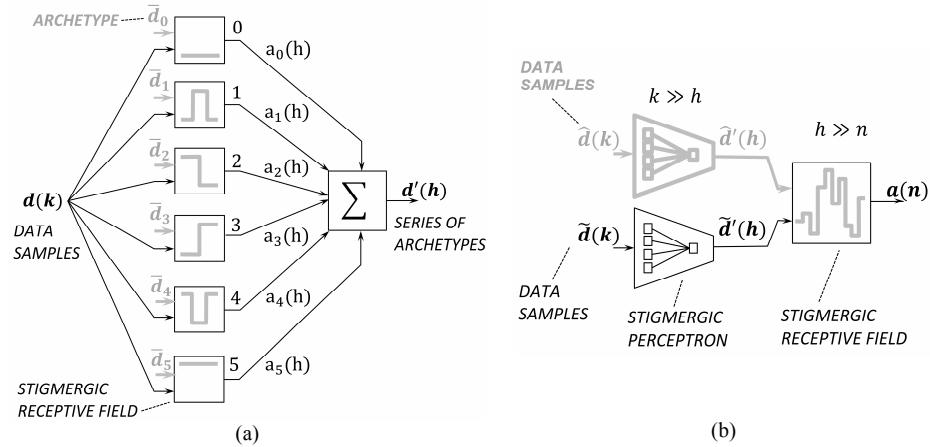 ARCHETYPE
d̅₀
0
a₀(h)
d̅₁
1
a₁(h)
d̅₂
2
a₂(h)
d(k)
d′(h)
∑
DATA
SAMPLES
d̅₃
3
a₃(h)
SERIES OF
ARCHETYPES
d̅₄
4
a₄(h)
d̅₅
5
a₅(h)
STIGMERGIC
RECEPTIVE FIELD
(a)
DATA
SAMPLES
k ≫ h
d̂(k)
d̂′(h)
h ≫ n
a(n)
d̃(k)
d̃′(h)
DATA
SAMPLES
STIGMERGIC
PERCEPTRON
STIGMERGIC
RECEPTIVE FIELD
(b)